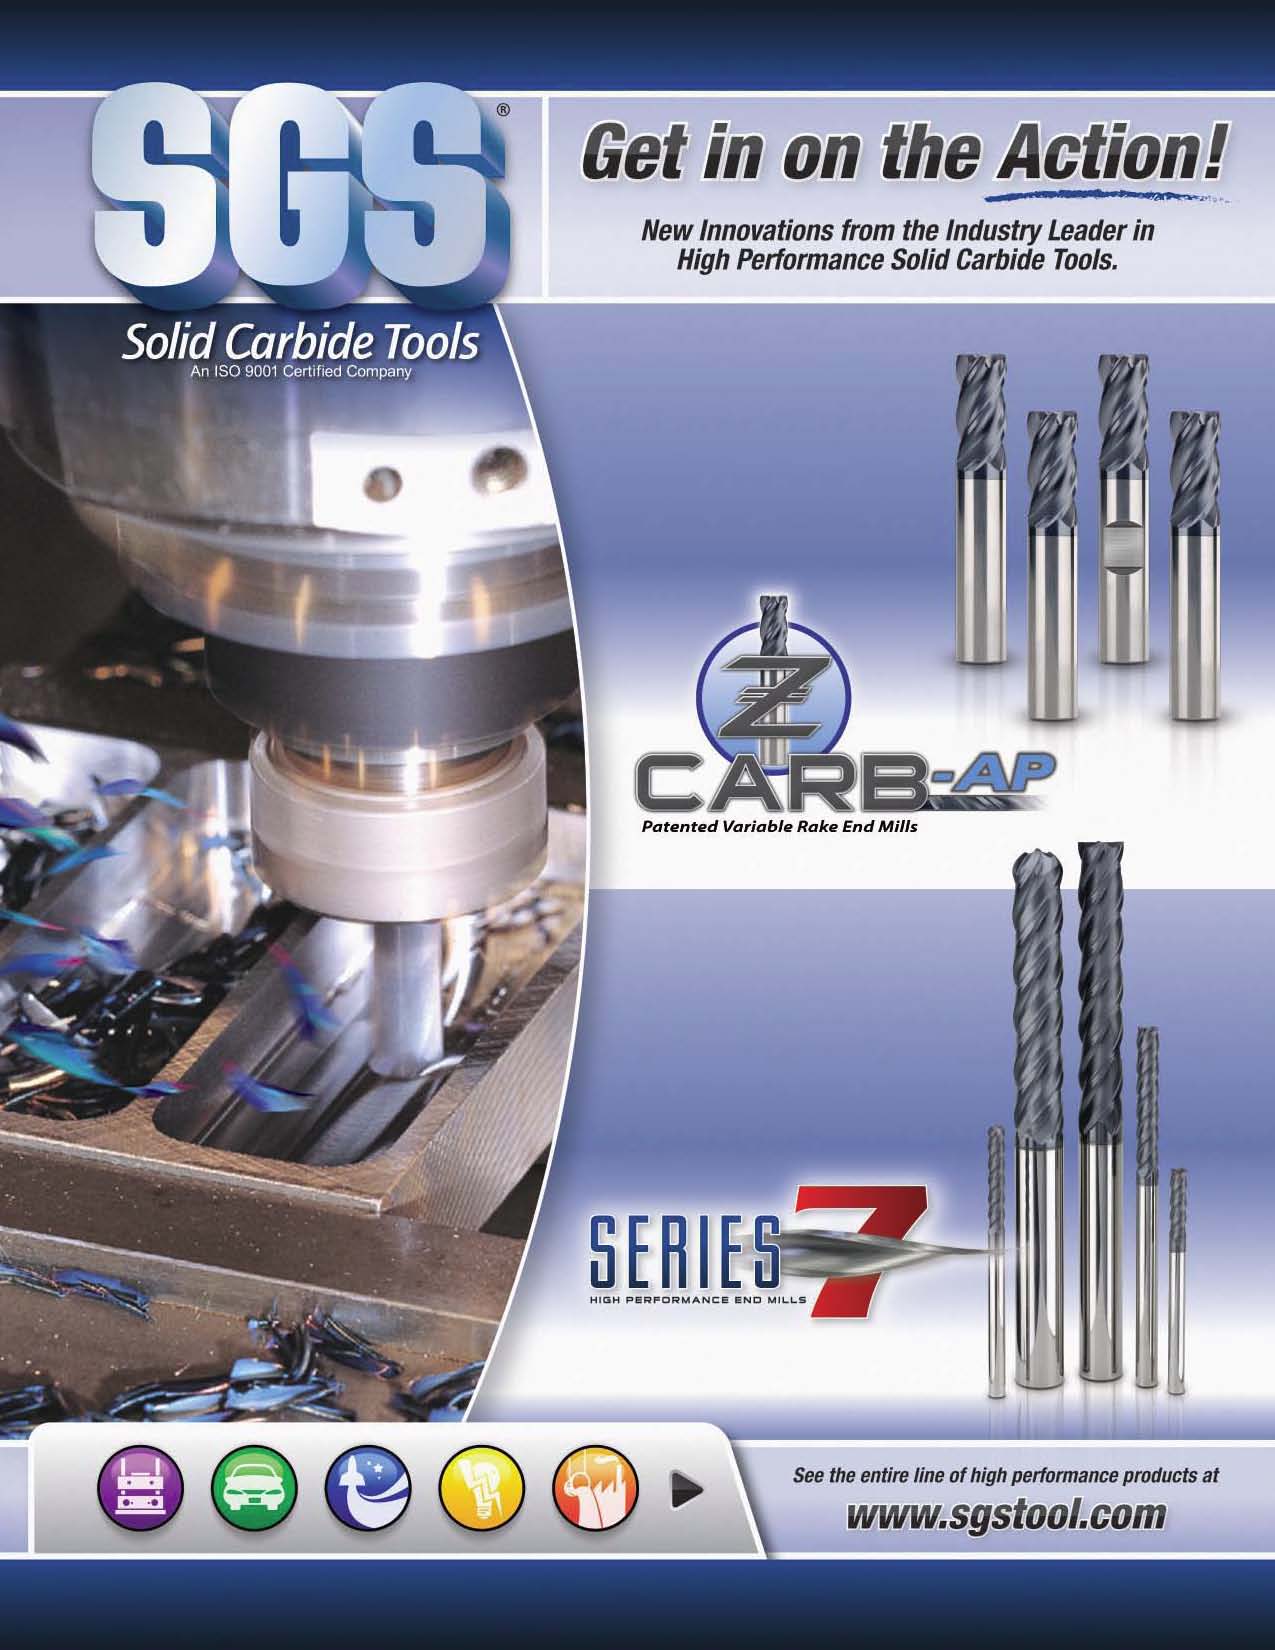 SGS®
Solid Carbide Tools
An ISO 9001 Certified Company
Get in on the Action!
New Innovations from the Industry Leader in
High Performance Solid Carbide Tools.
Z
CARB-AP
Patented Variable Rake End Mills
SERIES 7
HIGH PERFORMANCE END MILLS
See the entire line of high performance products at
www.sgstool.com